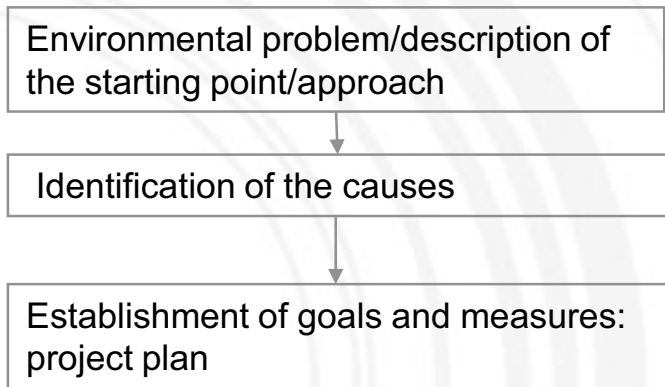 Environmental problem/description of
the starting point/approach
Identification of the causes
Establishment of goals and measures:
project plan